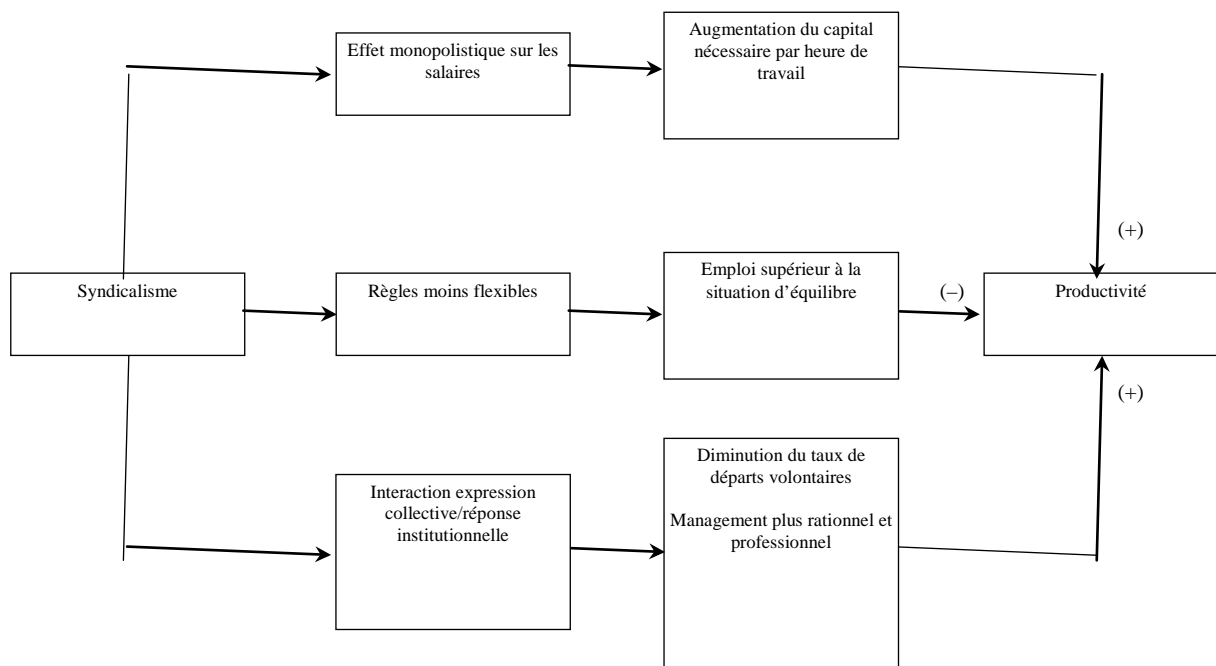 Effet monopolistique sur les
salaires
Augmentation du capital
nécessaire par heure de
travail
(+)
Syndicalisme
Règles moins flexibles
Emploi supérieur à la
situation d’équilibre
(–)
Productivité
(+)
Interaction expression
collective/réponse
institutionnelle
Diminution du taux de
départs volontaires
Management plus rationnel et
professionnel